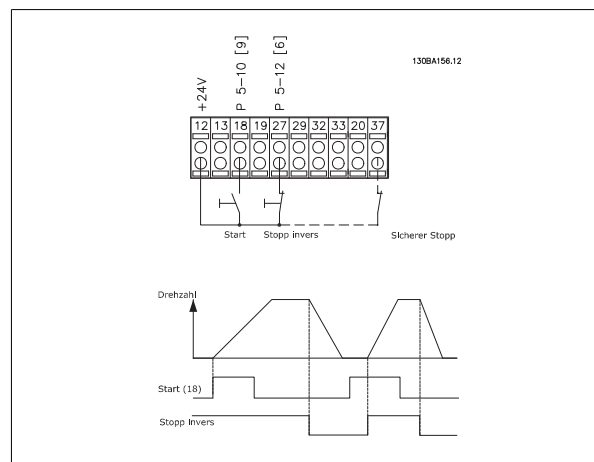 130BA156.12
+24V
P 5-10 [9]
P 5-12 [6]
12 13 18 19 27 29 32 33 20 37
Start Stopp invers Sicherer Stopp
Drehzahl
Start (18)
Stopp Invers